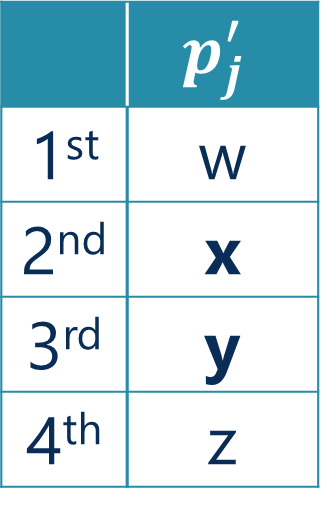 p′j
1st w
2nd x
3rd y
4th z